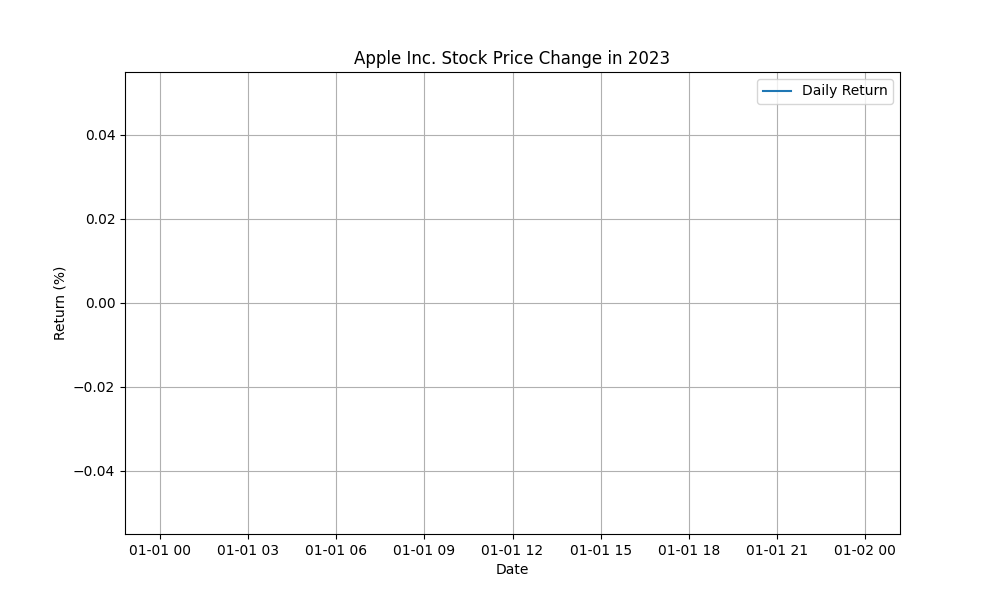 Apple Inc. Stock Price Change in 2023
Daily Return
0.04
0.02
0.00
−0.02
−0.04
Return (%)
01-01 00 01-01 03 01-01 06 01-01 09 01-01 12 01-01 15 01-01 18 01-01 21 01-02 00
Date